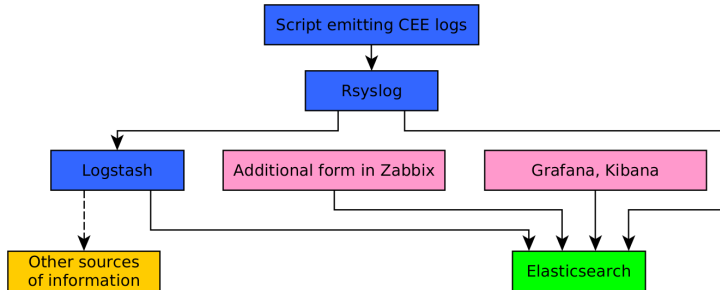 Script emitting CEE logs
Rsyslog
Logstash
Additional form in Zabbix
Grafana, Kibana
Other sources
of information
Elasticsearch